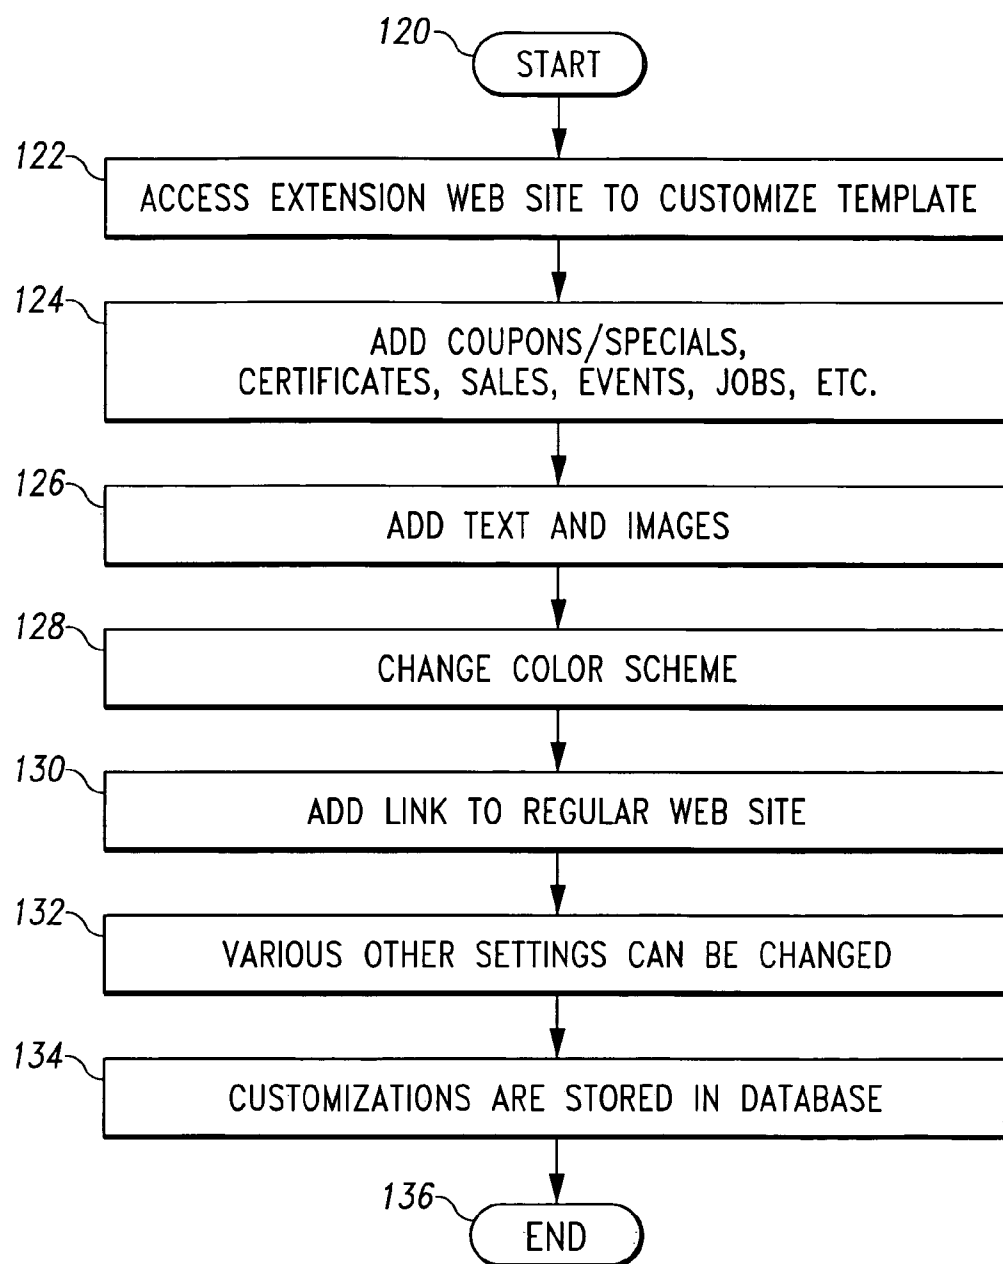 120
START
122
ACCESS EXTENSION WEB SITE TO CUSTOMIZE TEMPLATE
124
ADD COUPONS/SPECIALS,
CERTIFICATES, SALES, EVENTS, JOBS, ETC.
126
ADD TEXT AND IMAGES
128
CHANGE COLOR SCHEME
130
ADD LINK TO REGULAR WEB SITE
132
VARIOUS OTHER SETTINGS CAN BE CHANGED
134
CUSTOMIZATIONS ARE STORED IN DATABASE
136
END